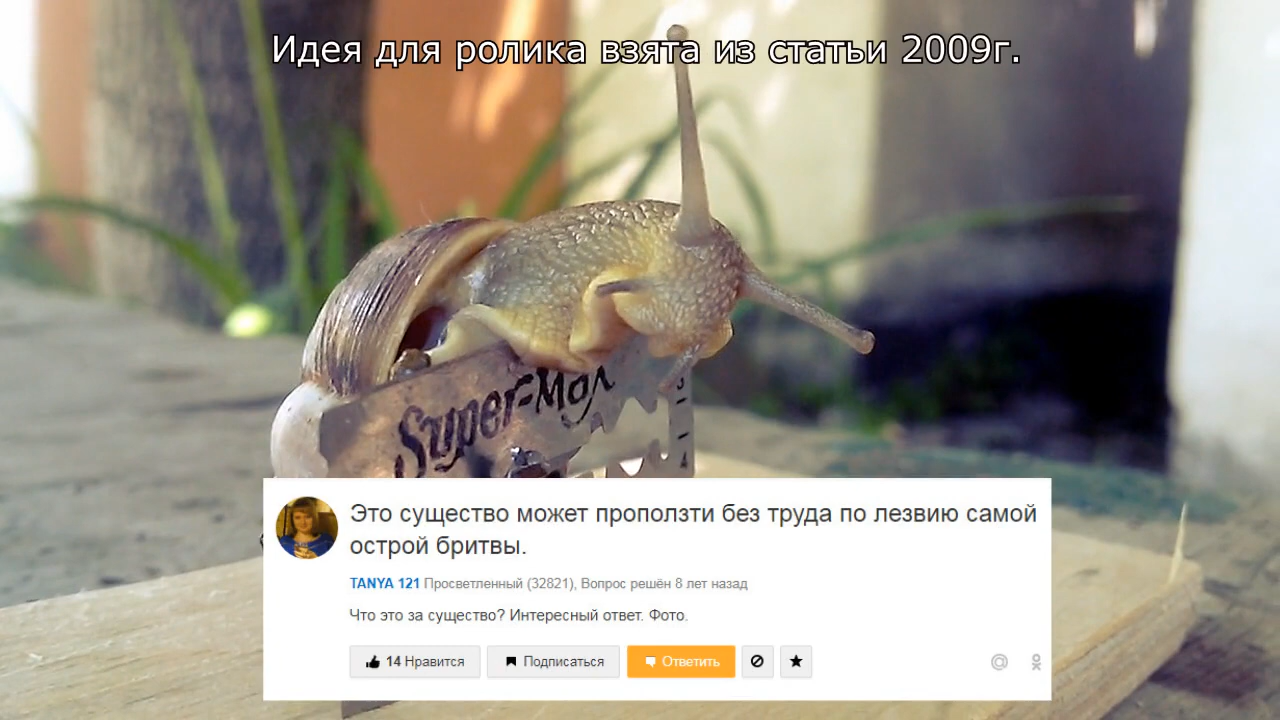 Идея для ролика взята из статьи 2009г.
Super-Max
Это существо может проползти без труда по лезвию самой
острой бритвы.
TANYA 121 Просветленный (32821), Вопрос решён 8 лет назад
Что это за существо? Интересный ответ. Фото.
14 Нравится
Подписаться
Ответить